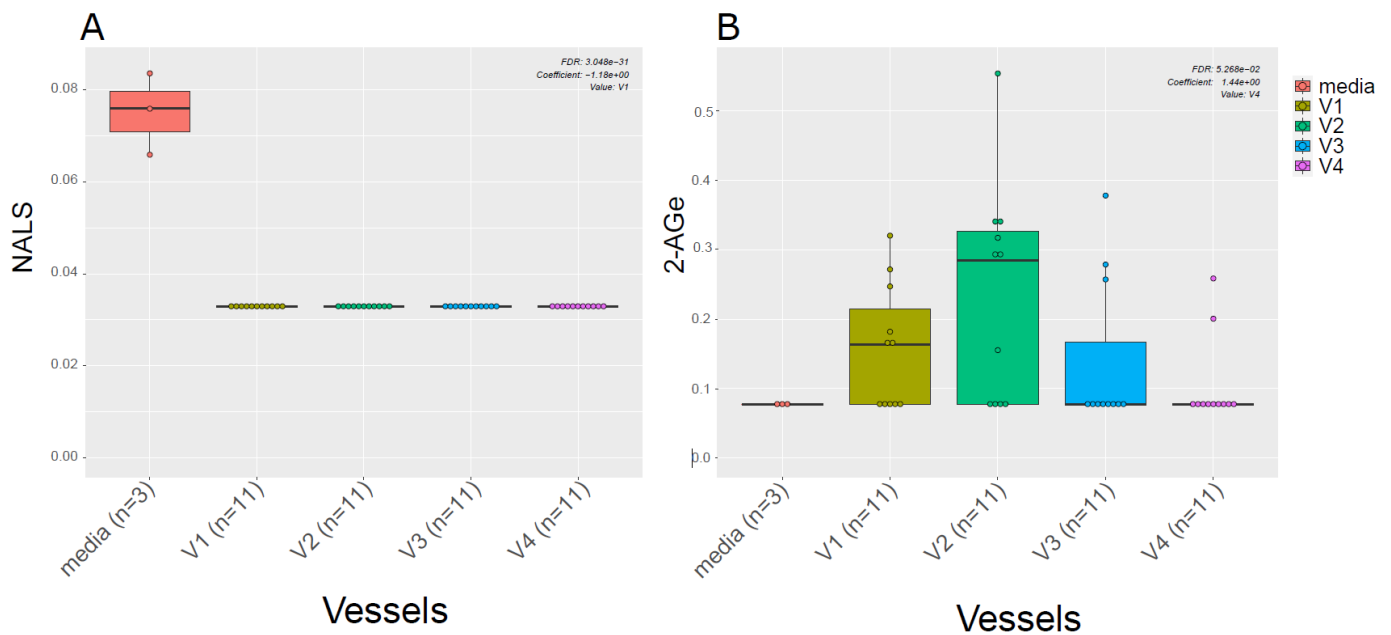 A
FDR: 3.048e−31
Coefficient: −1.18e+00
Value: V1
NALS
0.08
0.06
0.04
0.02
0.00
media (n=3)
V1 (n=11)
V2 (n=11)
V3 (n=11)
V4 (n=11)
Vessels
B
FDR: 5.268e−02
Coefficient: 1.44e+00
Value: V4
2-AGe
0.5
0.4
0.3
0.2
0.1
0.0
media (n=3)
V1 (n=11)
V2 (n=11)
V3 (n=11)
V4 (n=11)
Vessels
media
V1
V2
V3
V4